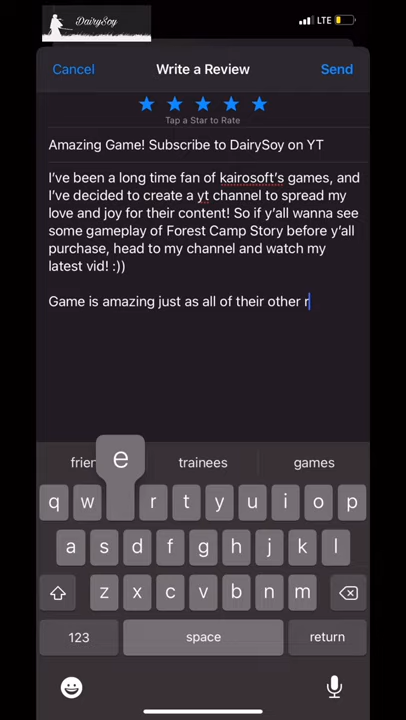 DairySoy
LTE
Cancel
Write a Review
Send
Tap a Star to Rate
Amazing Game! Subscribe to DairySoy on YT
I've been a long time fan of kairosoft's games, and
I've decided to create a yt channel to spread my
love and joy for their content! So if y'all wanna see
some gameplay of Forest Camp Story before y'all
purchase, head to my channel and watch my
latest vid! :))
Game is amazing just as all of their other r
frien
trainees
games
e
q w r t y u i o p
a s d f g h j k l
z x c v b n m
123
space
return